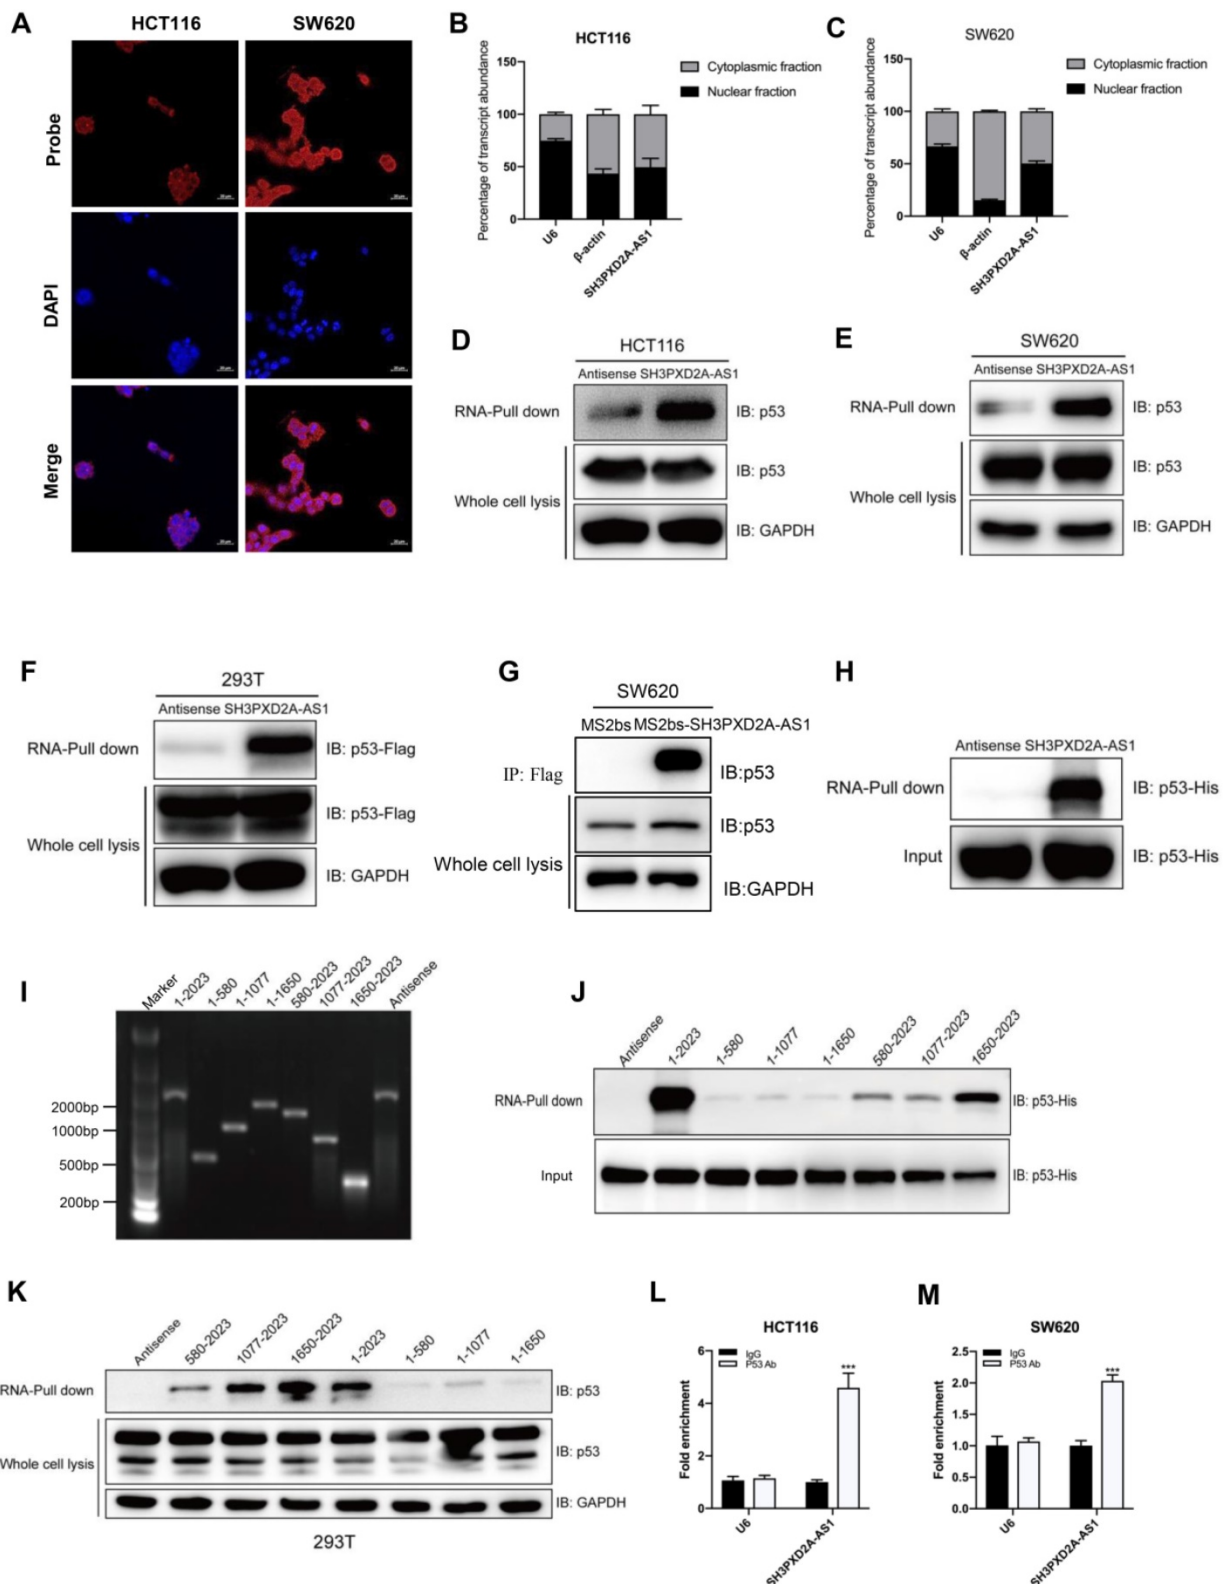 A
HCT116
SW620
Probe
DAPI
Merge
B
HCT116
Percentage of transcript abundance
150
100
50
0
Cytoplasmic fraction
Nuclear fraction
U6
β-actin
SH3PXD2A-AS1
C
SW620
Percentage of transcript abundance
150
100
50
0
Cytoplasmic fraction
Nuclear fraction
U6
β-actin
SH3PXD2A-AS1
D
HCT116
Antisense SH3PXD2A-AS1
RNA-Pull down
IB: p53
IB: p53
Whole cell lysis
IB: GAPDH
E
SW620
Antisense SH3PXD2A-AS1
RNA-Pull down
IB: p53
IB: p53
Whole cell lysis
IB: GAPDH
F
293T
Antisense SH3PXD2A-AS1
RNA-Pull down
IB: p53-Flag
IB: p53-Flag
Whole cell lysis
IB: GAPDH
G
SW620
MS2bs MS2bs-SH3PXD2A-AS1
IP: Flag
IB:p53
IB:p53
Whole cell lysis
IB:GAPDH
H
Antisense SH3PXD2A-AS1
RNA-Pull down
IB: p53-His
Input
IB: p53-His
I
Marker
1-2023
1-580
1-1077
1-1650
580-2023
1077-2023
1650-2023
Antisense
2000bp
1000bp
500bp
200bp
J
Antisense
1-2023
1-580
1-1077
1-1650
580-2023
1077-2023
1650-2023
RNA-Pull down
IB: p53-His
Input
IB: p53-His
K
Antisense
580-2023
1077-2023
1650-2023
1-2023
1-580
1-1077
1-1650
RNA-Pull down
IB: p53
IB: p53
Whole cell lysis
IB: GAPDH
293T
L
HCT116
Fold enrichment
6
4
2
0
IgG
P53 Ab
***
U6
SH3PXD2A-AS1
M
SW620
Fold enrichment
2.5
2.0
1.5
1.0
0.5
0.0
IgG
P53 Ab
***
U6
SH3PXD2A-AS1